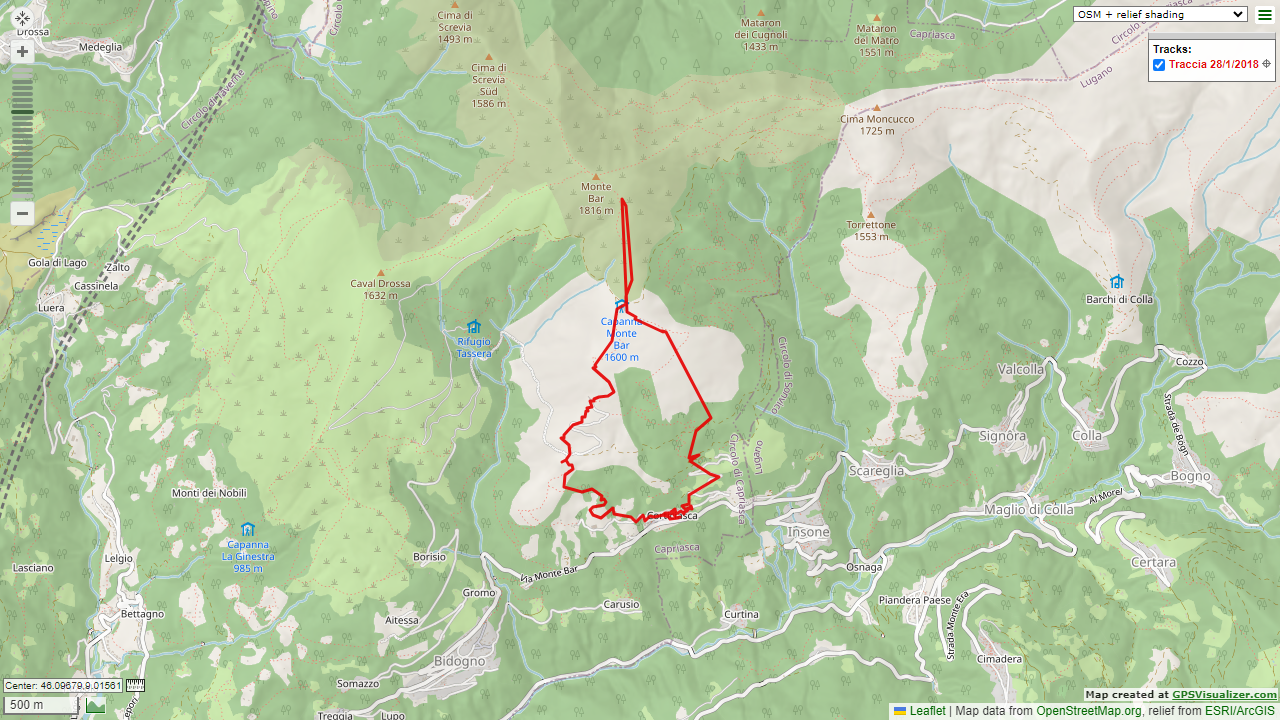 OSM + relief shading
Tracks:
Traccia 28/1/2018
Drossa
Medeglia
Circolo di Taverne
Cima di
Screvia
1493 m
Cima di
Screvia
Sud
1586 m
Mataron
dei Cugnoli
1433 m
Mataron
del Matro
1551 m
Capriasca
Lugano
Cima Moncucco
1725 m
Monte
Bar
1816 m
Torrettone
1553 m
Gola di Lago
Zalto
Cassinela
Luera
Caval Drossa
1632 m
Barchi di Colla
Rifugio
Tassera
Capanna
Monte
Bar
1600 m
Circolo di Sonvico
Valcolla
Cozzo
Strada de Bogn
Signôra
Colla
Circolo di Capriasca
Lugano
Scareglia
Bogno
Monti dei Nobili
Al Morel
Maglio di Colla
Corticiasca
Insone
Capanna
La Ginestra
985 m
Capriasca
Borisio
Lelgio
Lasciano
Osnaga
Certara
Via Monte Bar
Gromo
Carusio
Piandera Paese
Strada Monte Era
Bettagno
Aitessa
Curtina
Bidogno
Cimadera
Somazzo
Treggia
Lupo
Center: 46.09679,9.01561
500 m
Map created at GPSVisualizer.com
Leaflet | Map data from OpenStreetMap.org, relief from ESRI/ArcGIS